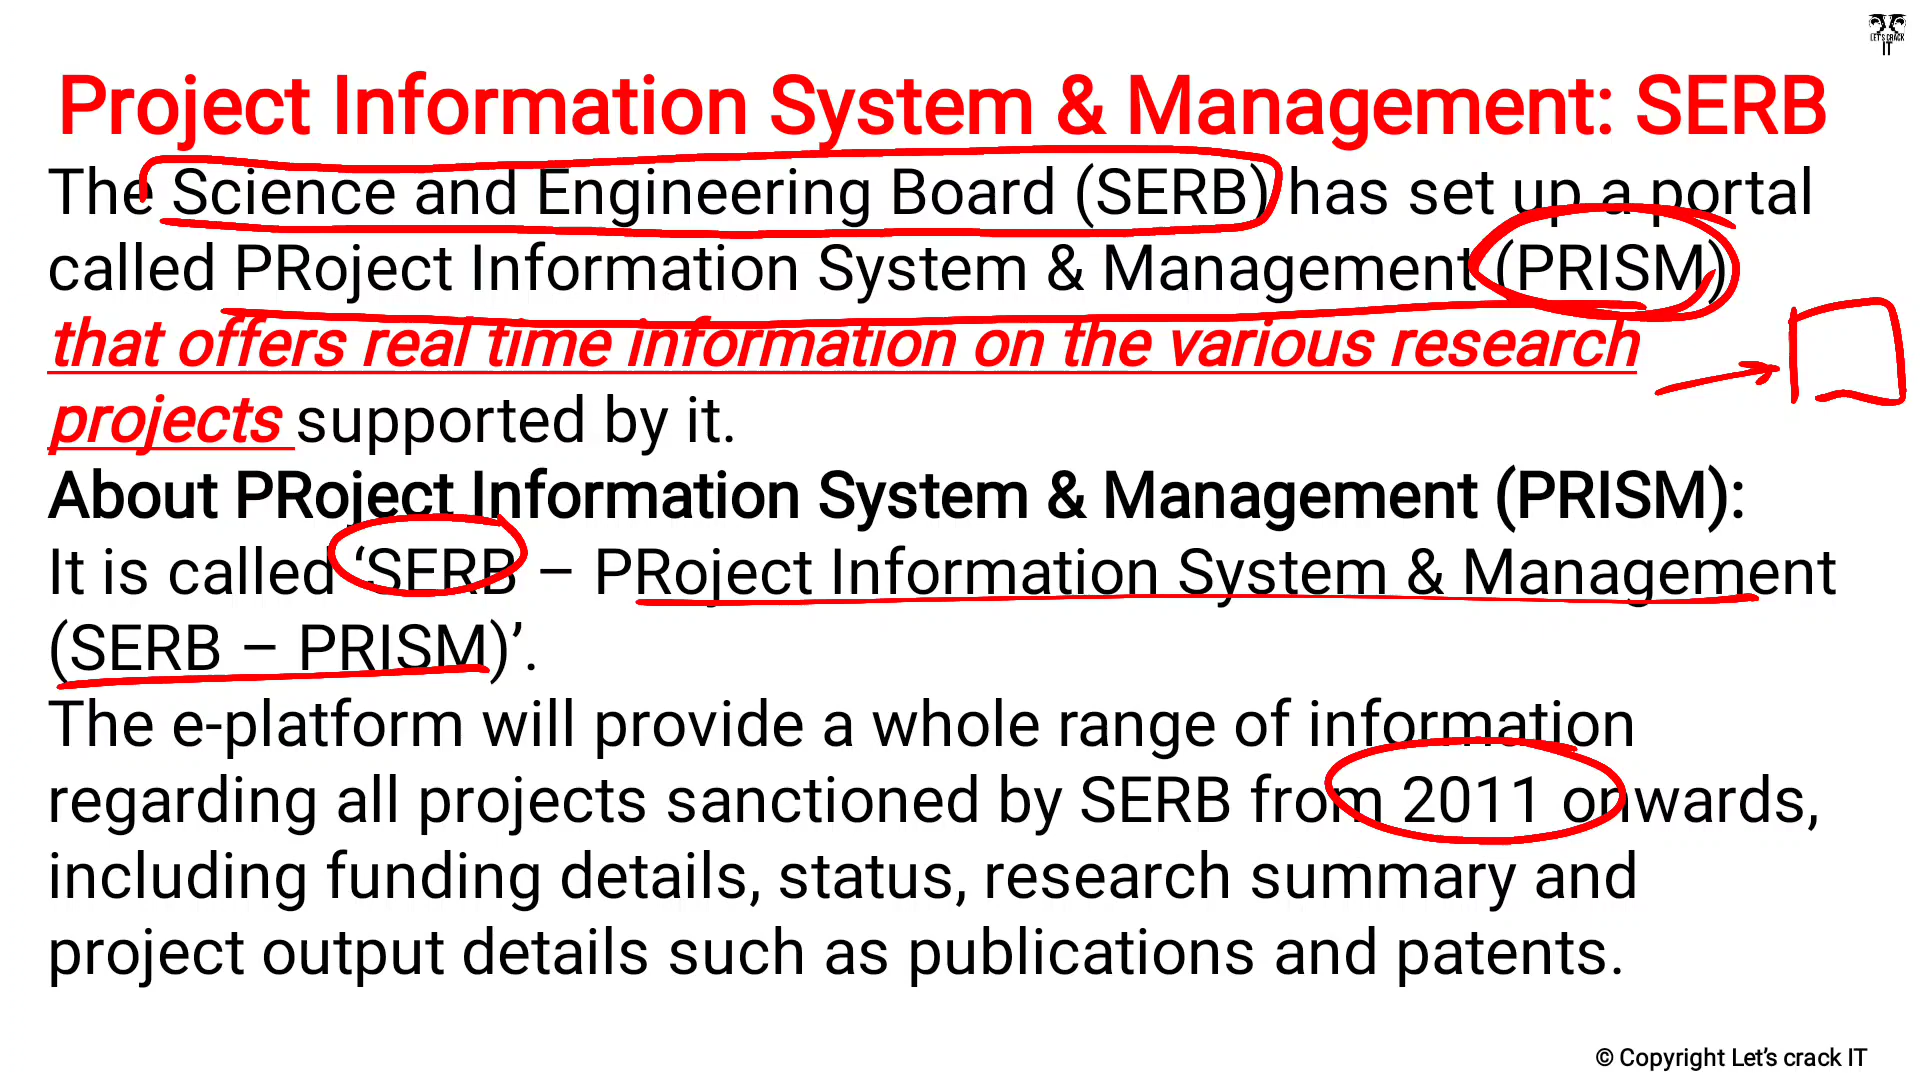 LET'S CRACK
IT
Project Information System & Management: SERB
The Science and Engineering Board (SERB) has set up a portal
called PRoject Information System & Management (PRISM)
that offers real time information on the various research
projects supported by it.
About PRoject Information System & Management (PRISM):
It is called ‘SERB – PRoject Information System & Management
(SERB – PRISM)’.
The e-platform will provide a whole range of information
regarding all projects sanctioned by SERB from 2011 onwards,
including funding details, status, research summary and
project output details such as publications and patents.
© Copyright Let’s crack IT